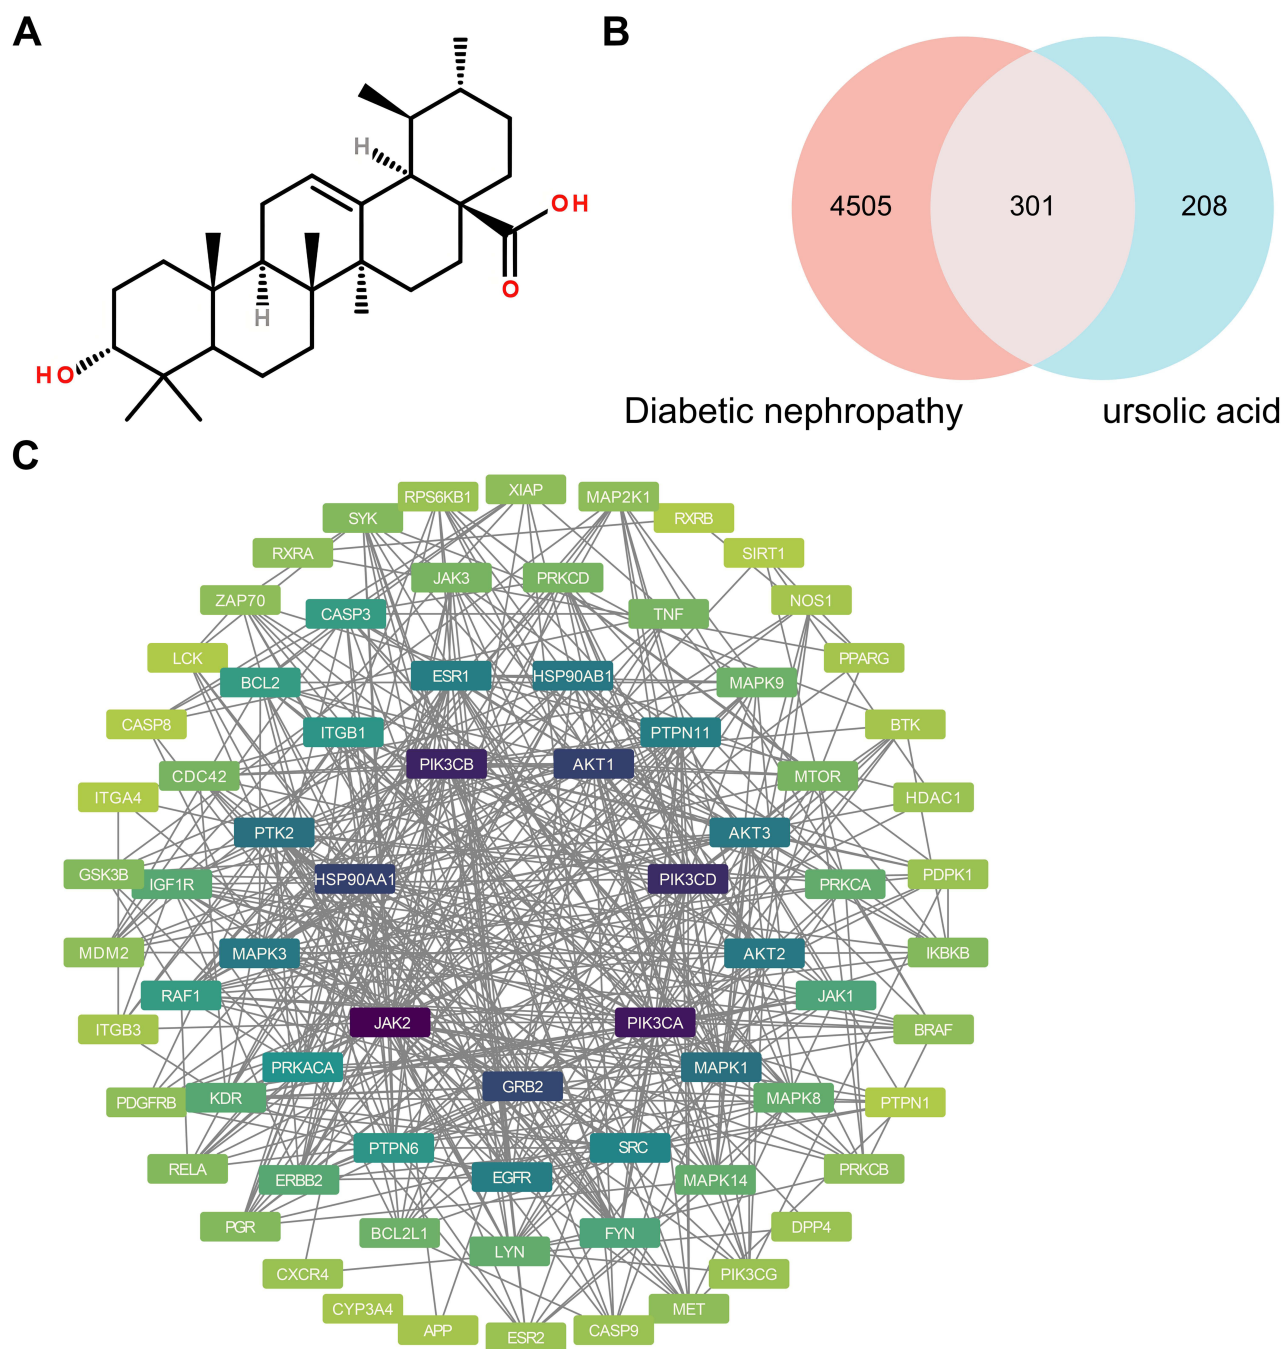 A
B
H
OH
O
H
HO
4505
301
208
Diabetic nephropathy
ursolic acid
C
RPS6KB1
XIAP
MAP2K1
SYK
RXRB
RXRA
SIRT1
JAK3
PRKCD
ZAP70
CASP3
TNF
NOS1
LCK
BCL2
ESR1
HSP90AB1
MAPK9
PPARG
CASP8
ITGB1
PTPN11
BTK
CDC42
PIK3CB
AKT1
MTOR
ITGA4
HDAC1
PTK2
AKT3
GSK3B
IGF1R
HSP90AA1
PIK3CD
PRKCA
PDPK1
MDM2
MAPK3
AKT2
IKBKB
RAF1
JAK1
ITGB3
JAK2
PIK3CA
BRAF
PRKACA
MAPK1
PDGFRB
KDR
GRB2
MAPK8
PTPN1
RELA
PTPN6
SRC
PRKCB
ERBB2
EGFR
MAPK14
PGR
BCL2L1
FYN
DPP4
LYN
CXCR4
PIK3CG
CYP3A4
MET
APP
ESR2
CASP9